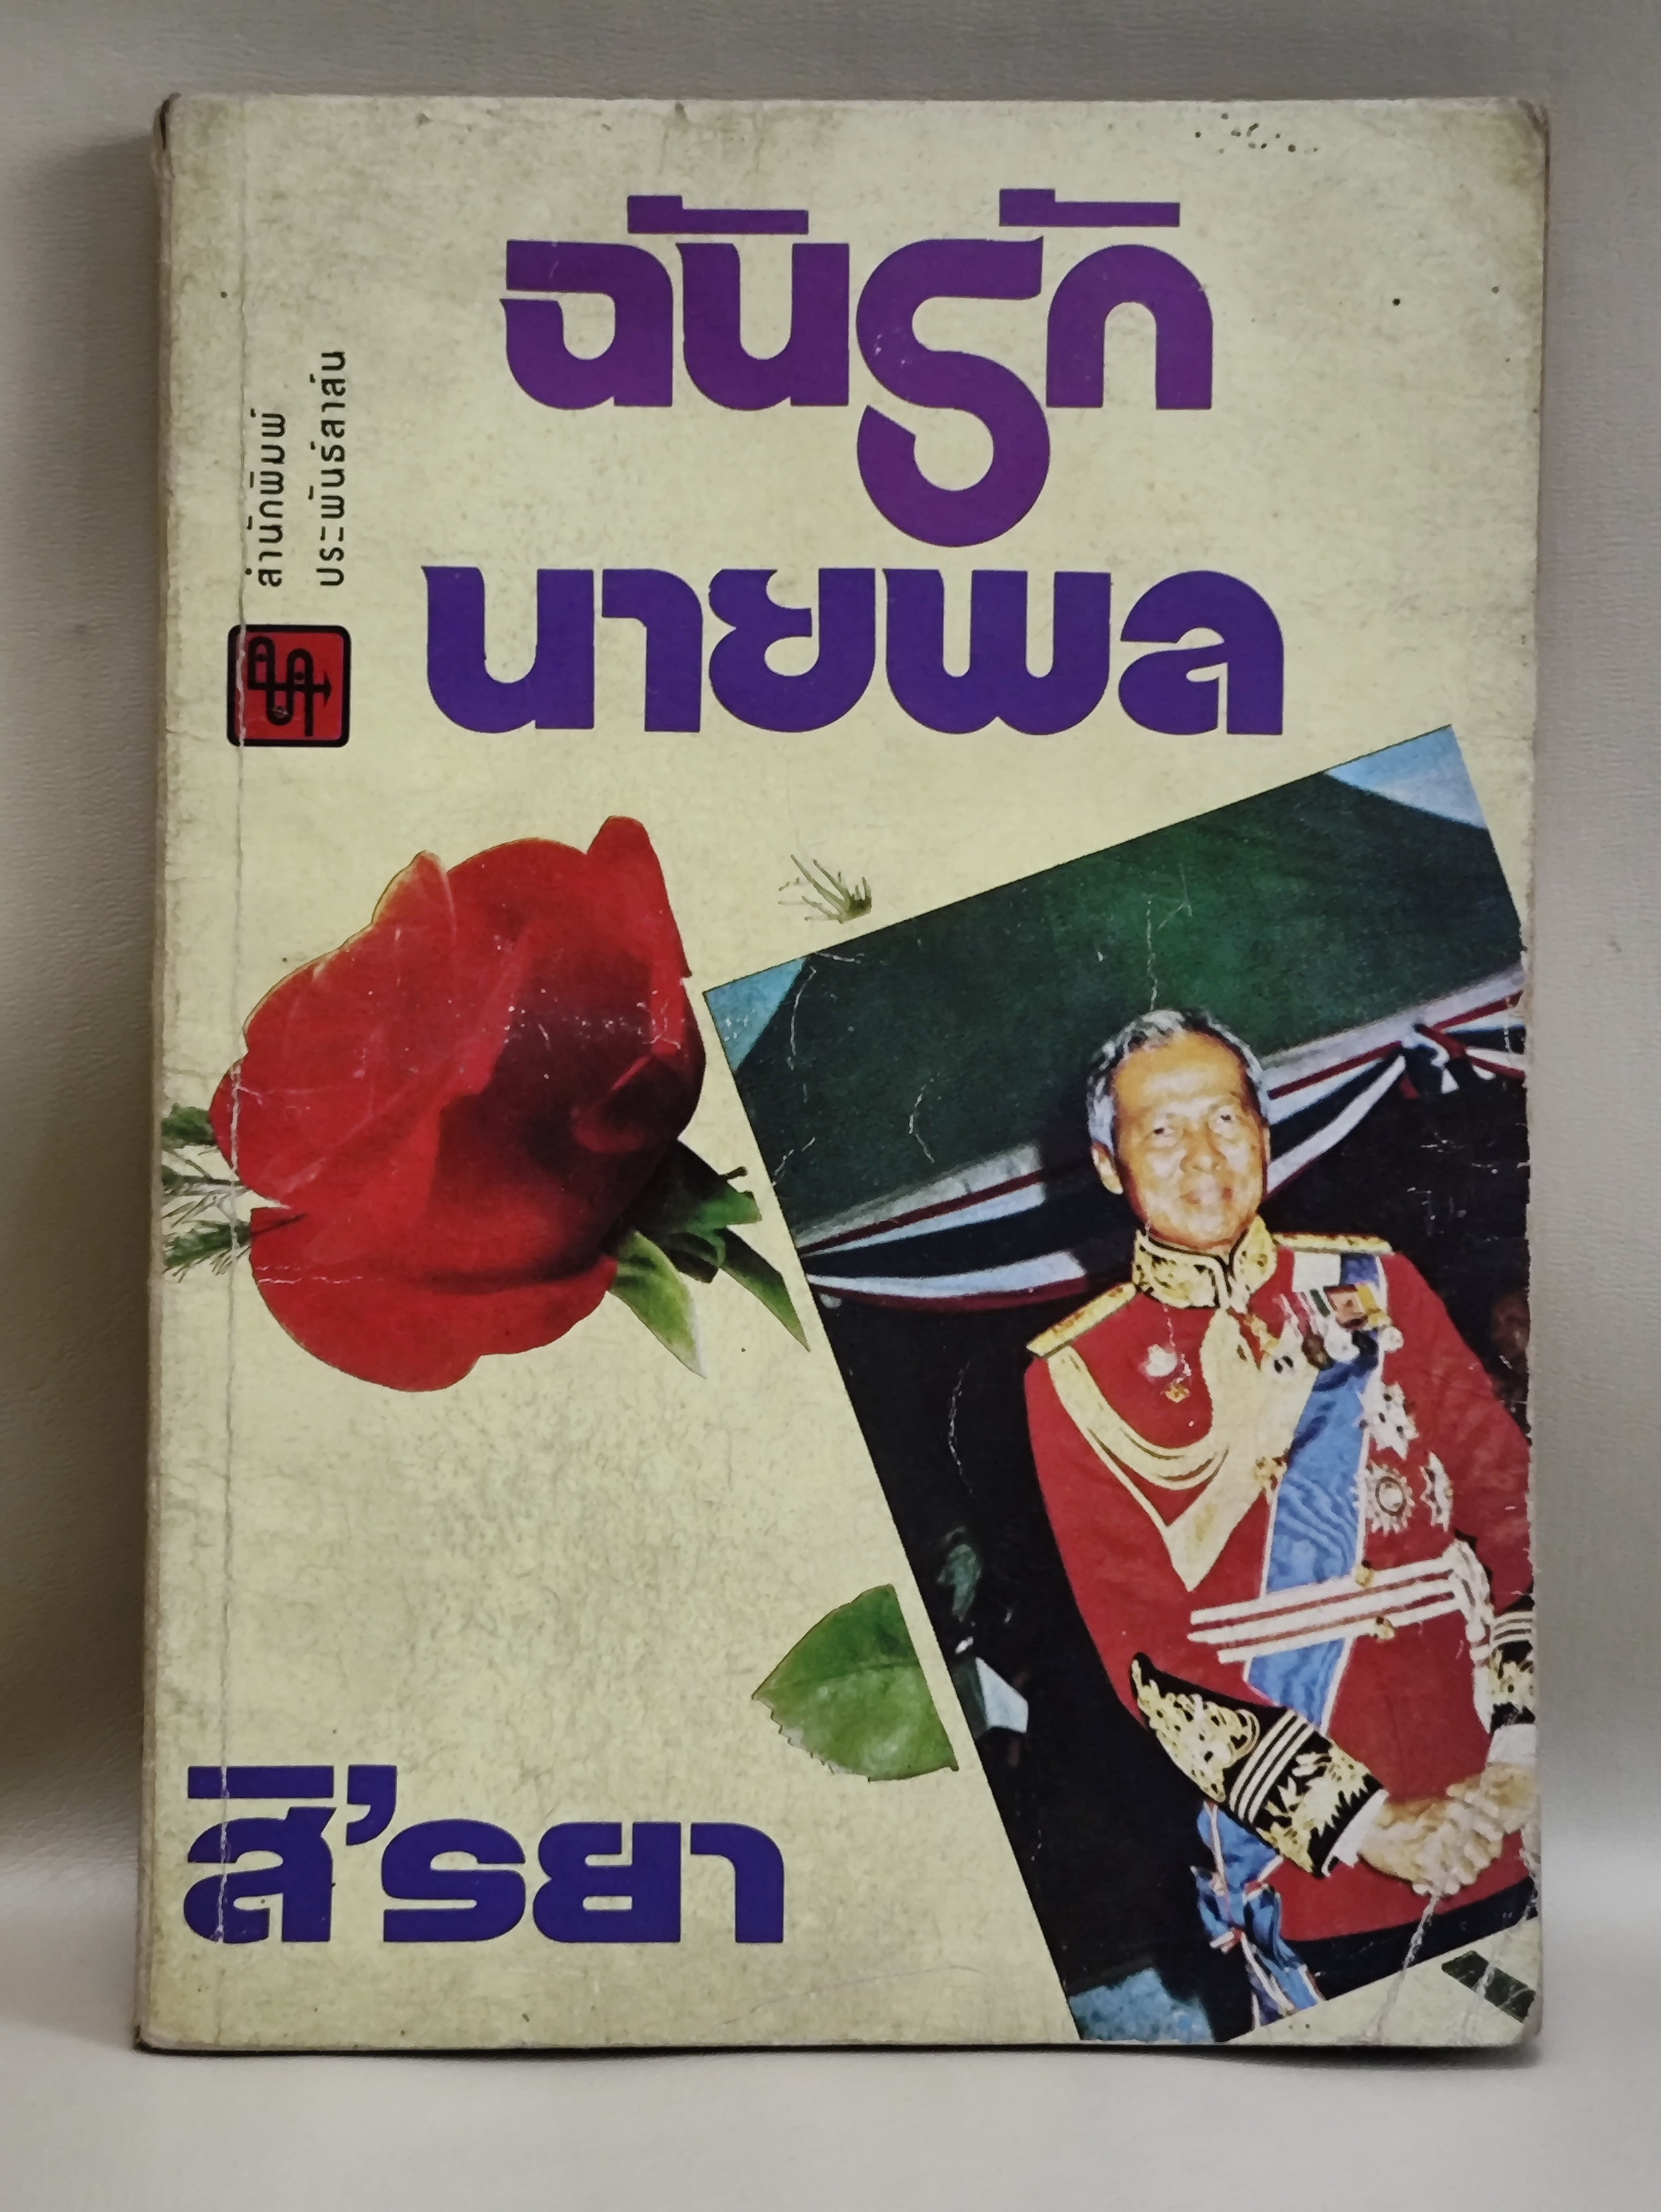 ฉันรัก
นายพล
สำนักพิมพ์
ประพันธ์สาส์น
สิ'รยา